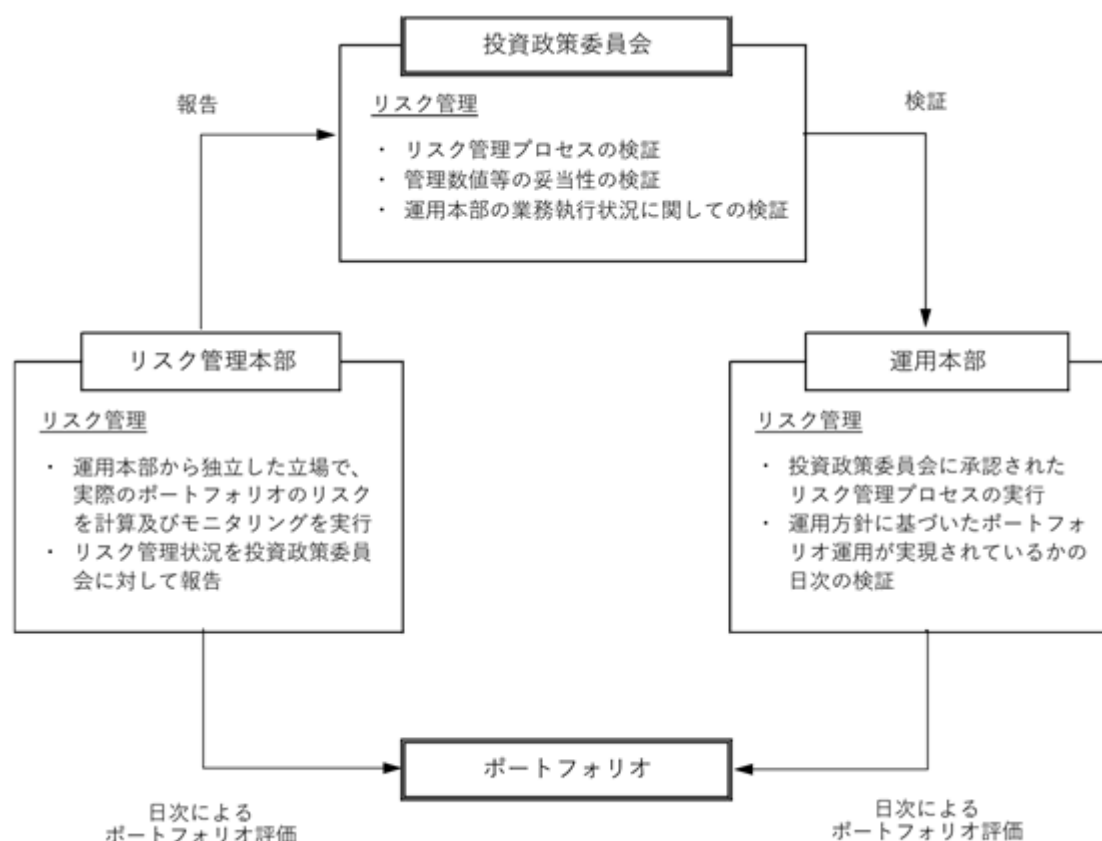 投資政策委員会
報告
検証
リスク管理
・ リスク管理プロセスの検証
・ 管理数値等の妥当性の検証
・ 運用本部の業務執行状況に関しての検証
リスク管理本部
リスク管理
・ 運用本部から独立した立場で、
実際のポートフォリオのリスク
を計算及びモニタリングを実行
・ リスク管理状況を投資政策委員
会に対して報告
運用本部
リスク管理
・ 投資政策委員会に承認された
リスク管理プロセスの実行
・ 運用方針に基づいたポートフォ
リオ運用が実現されているかの
日次の検証
ポートフォリオ
日次による
ポートフォリオ評価
日次による
ポートフォリオ評価